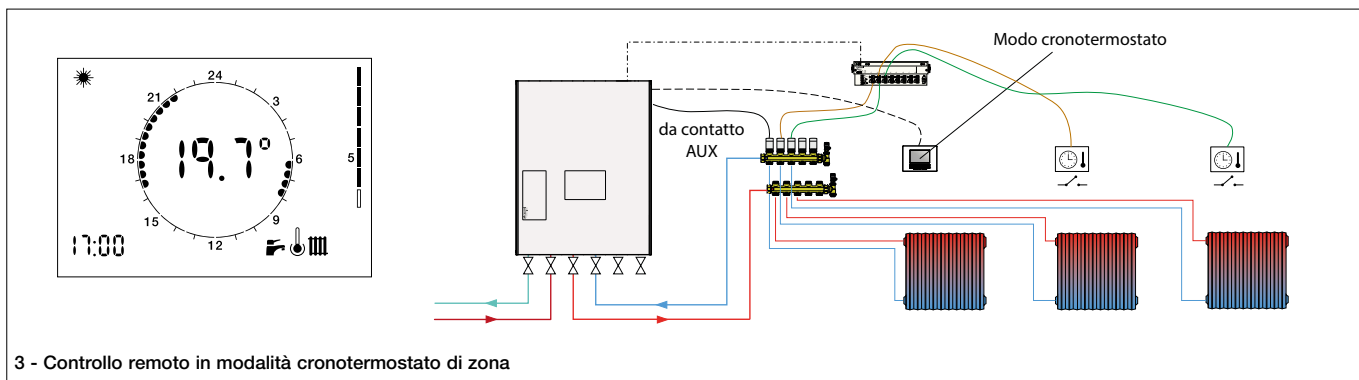 24
21
3
19.7°
18
6
5
15
9
12
17:00
Modo cronotermostato
da contatto
AUX
3 - Controllo remoto in modalità cronotermostato di zona